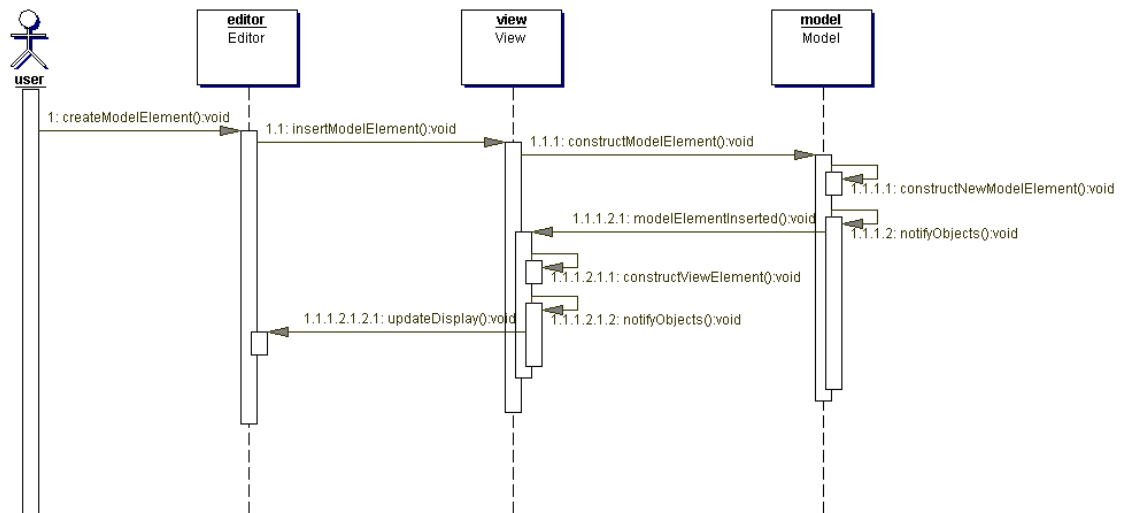 editor
Editor
view
View
model
Model
user
1: createModelElement():void
1.1: insertModelElement():void
1.1.1: constructModelElement():void
1.1.1.1: constructNewModelElement():void
1.1.1.2.1: modelElementInserted():void
1.1.1.2: notifyObjects():void
1.1.1.2.1.1: constructViewElement():void
1.1.1.2.1.2.1: updateDisplay():void
1.1.1.2.1.2: notifyObjects():void